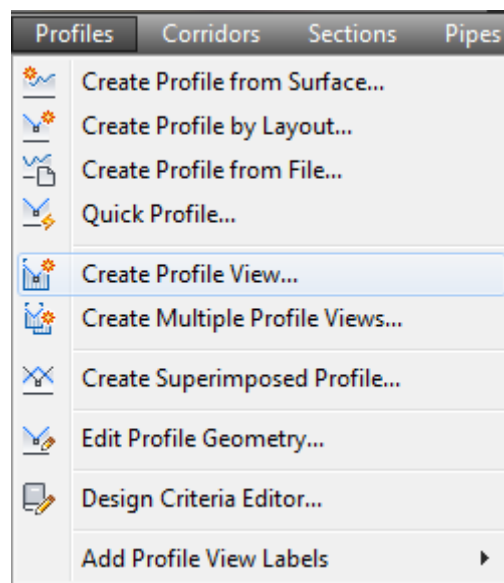 Profiles Corridors Sections Pipes
Create Profile from Surface...
Create Profile by Layout...
Create Profile from File...
Quick Profile...
Create Profile View...
Create Multiple Profile Views...
Create Superimposed Profile...
Edit Profile Geometry...
Design Criteria Editor...
Add Profile View Labels